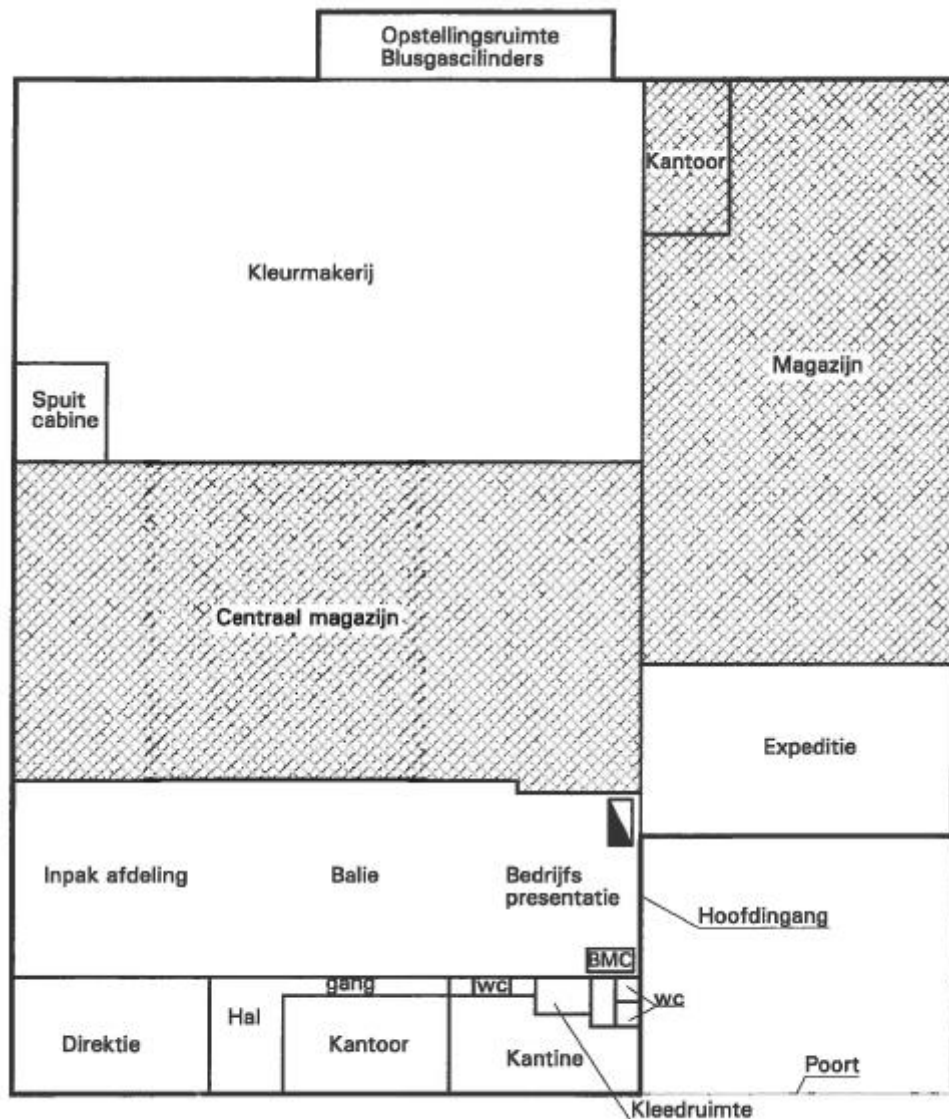 Opstellingsruimte
Blusgascilinders
Kantoor
Kleurmakerij
Magazijn
Spuit
cabine
Centraal magazijn
Expeditie
Inpak afdeling
Balie
Bedrijfs
presentatie
Hoofdingang
BMC
gang
wc
wc
Hal
Direktie
Kantoor
Kantine
Poort
Kleedruimte